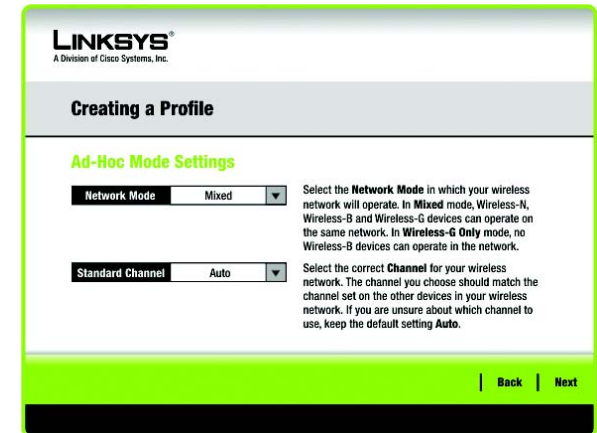 LINKSYS®
A Division of Cisco Systems, Inc.
Creating a Profile
Ad-Hoc Mode Settings
Network Mode Mixed
Select the Network Mode in which your wireless
network will operate. In Mixed mode, Wireless-N,
Wireless-B and Wireless-G devices can operate on
the same network. In Wireless-G Only mode, no
Wireless-B devices can operate in the network.
Standard Channel Auto
Select the correct Channel for your wireless
network. The channel you choose should match the
channel set on the other devices in your wireless
network. If you are unsure about which channel to
use, keep the default setting Auto.
Back Next